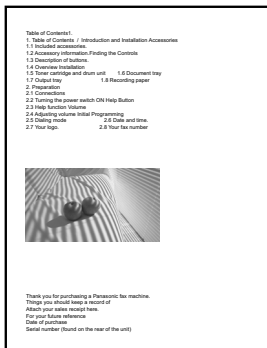 Table of Contents1.
1. Table of Contents / Introduction and Installation Accessories
1.1 Included accessories.
1.2 Accessory information.Finding the Controls
1.3 Description of buttons.
1.4 Overview Installation
1.5 Toner cartridge and drum unit 1.6 Document tray
1.7 Output tray 1.8 Recording paper
2. Preparation
2.1 Connections
2.2 Turning the power switch ON Help Button
2.3 Help function Volume
2.4 Adjusting volume Initial Programming
2.5 Dialing mode 2.6 Date and time.
2.7 Your logo. 2.8 Your fax number
Thank you for purchasing a Panasonic fax machine.
Things you should keep a record of
Attach your sales receipt here.
For your future reference
Date of purchase
Serial number (found on the rear of the unit)